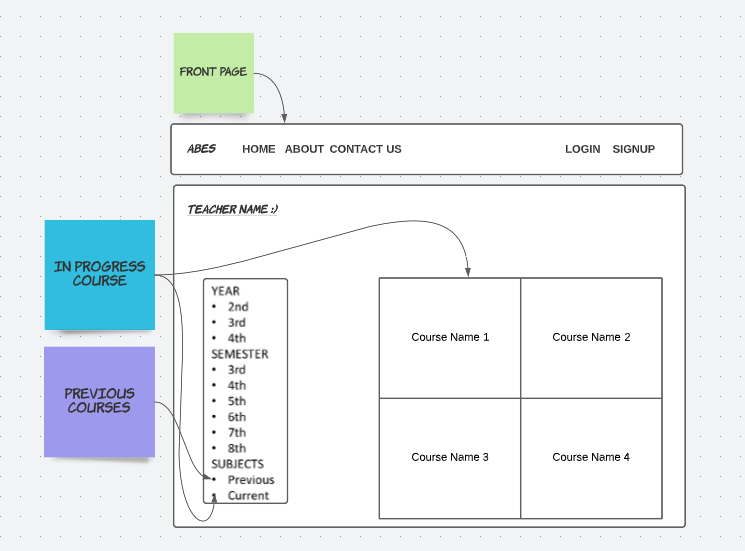 FRONT PAGE
ABES HOME ABOUT CONTACT US LOGIN SIGNUP
TEACHER NAME :)
IN PROGRESS
COURSE
PREVIOUS
COURSES
YEAR
• 2nd
• 3rd
• 4th
SEMESTER
• 3rd
• 4th
• 5th
• 6th
• 7th
• 8th
SUBJECTS
• Previous
• Current
Course Name 1 Course Name 2
Course Name 3 Course Name 4